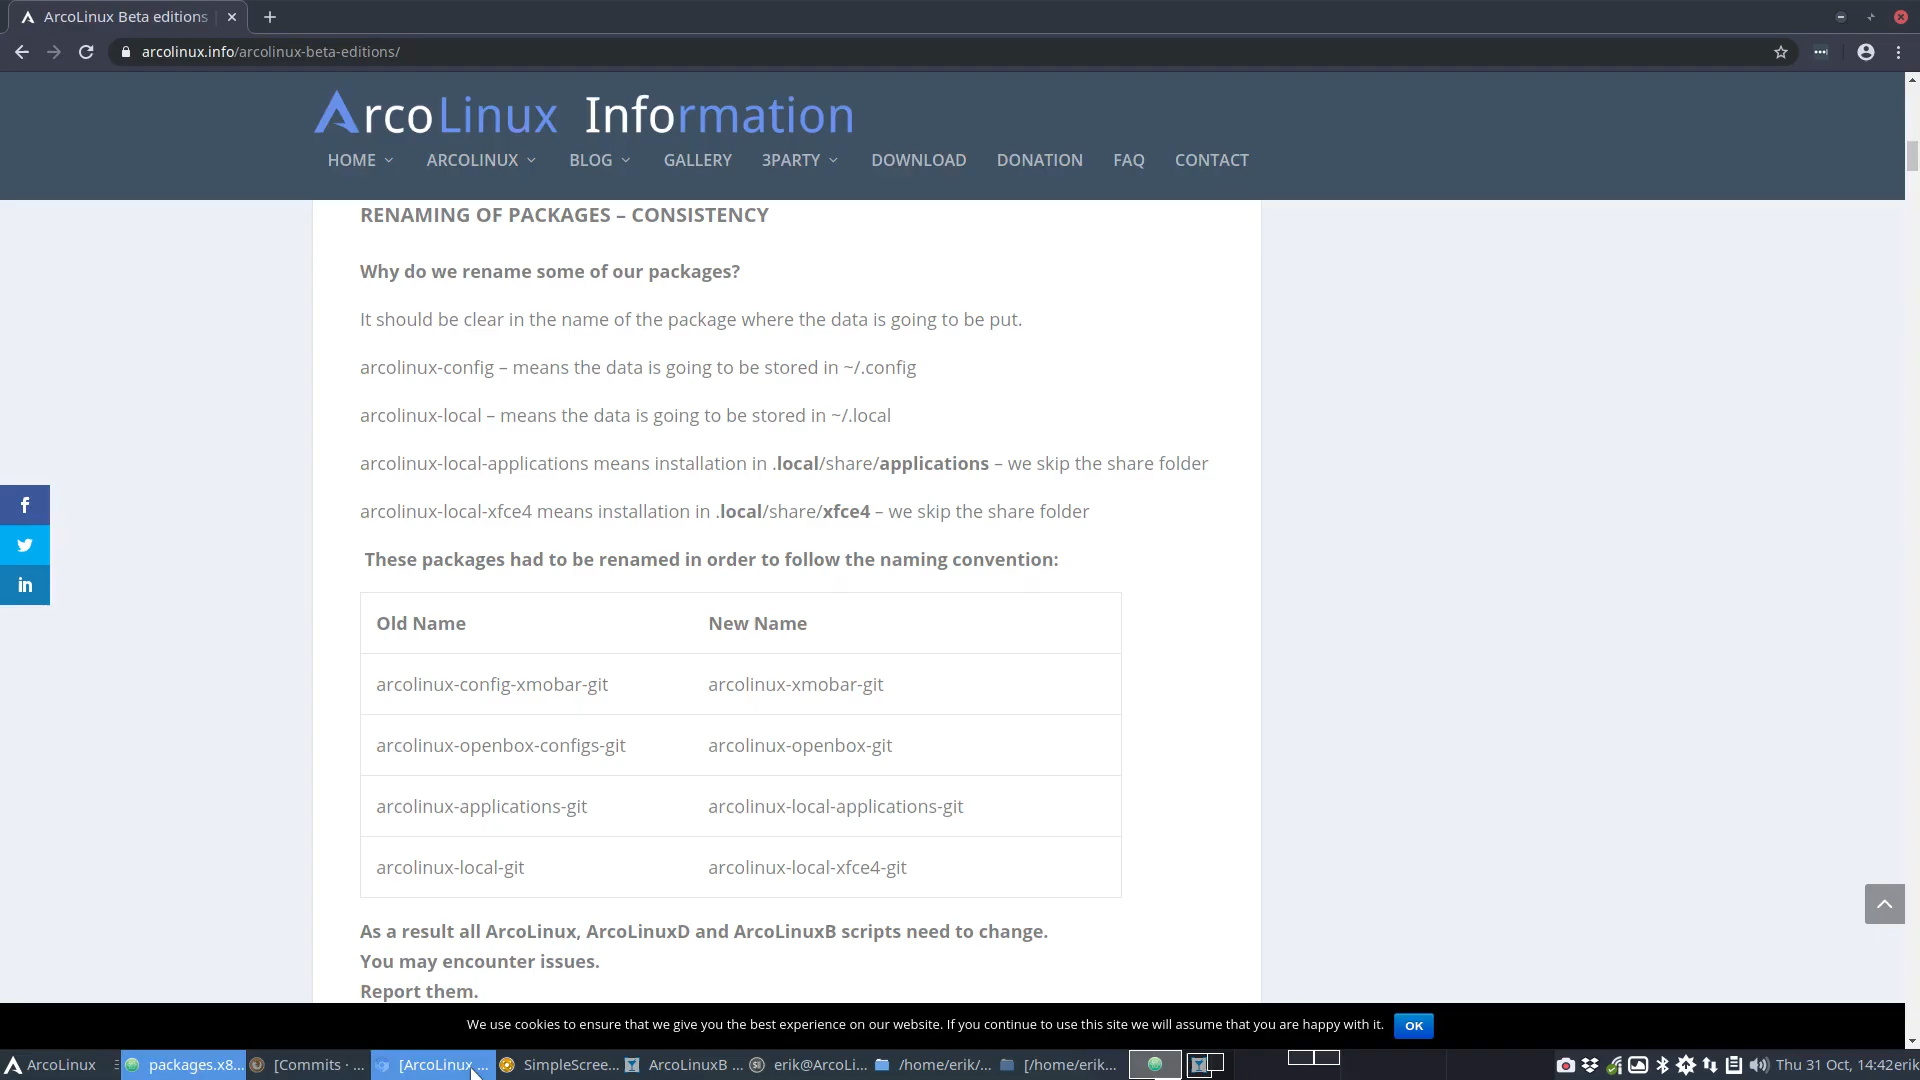 ArcoLinux Beta editions
arcolinux.info/arcolinux-beta-editions/
ArcoLinux Information
HOME ARCOLINUX BLOG GALLERY 3PARTY DOWNLOAD DONATION FAQ CONTACT
RENAMING OF PACKAGES – CONSISTENCY
Why do we rename some of our packages?
It should be clear in the name of the package where the data is going to be put.
arcolinux-config – means the data is going to be stored in ~/.config
arcolinux-local – means the data is going to be stored in ~/.local
arcolinux-local-applications means installation in .local/share/applications – we skip the share folder
arcolinux-local-xfce4 means installation in .local/share/xfce4 – we skip the share folder
These packages had to be renamed in order to follow the naming convention:
Old Name New Name
arcolinux-config-xmobar-git arcolinux-xmobar-git
arcolinux-openbox-configs-git arcolinux-openbox-git
arcolinux-applications-git arcolinux-local-applications-git
arcolinux-local-git arcolinux-local-xfce4-git
As a result all ArcoLinux, ArcoLinuxD and ArcoLinuxB scripts need to change.
You may encounter issues.
Report them.
We use cookies to ensure that we give you the best experience on our website. If you continue to use this site we will assume that you are happy with it. OK
ArcoLinux packages.x8... [Commits · ... [ArcoLinux ... SimpleScree... ArcoLinuxB ... erik@ArcoLi... /home/erik/... [/home/erik... Thu 31 Oct, 14:42 erik